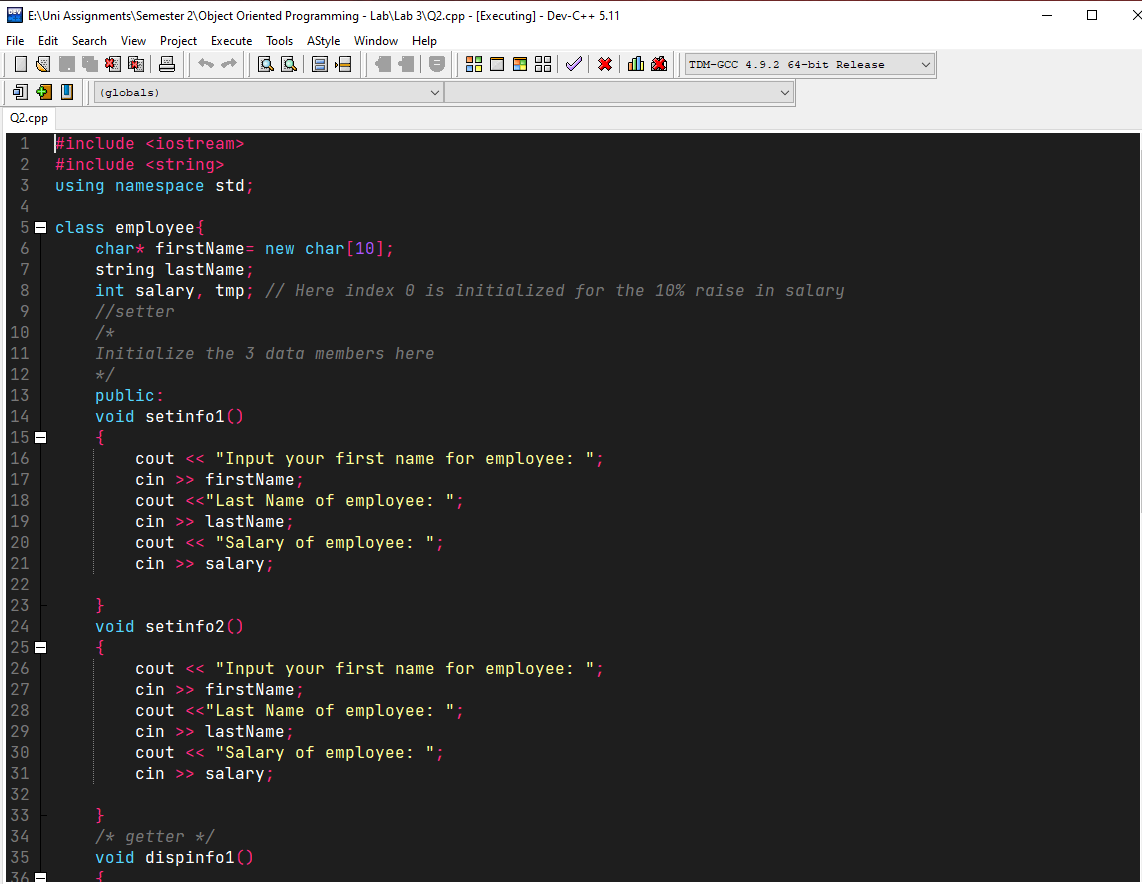 E:\Uni Assignments\Semester 2\Object Oriented Programming - Lab\Lab 3\Q2.cpp - [Executing] - Dev-C++ 5.11
File Edit Search View Project Execute Tools AStyle Window Help
TDM-GCC 4.9.2 64-bit Release
(globals)
Q2.cpp
1 #include <iostream>
2 #include <string>
3 using namespace std;
4
5 class employee{
6 char* firstName= new char[10];
7 string lastName;
8 int salary, tmp; // Here index 0 is initialized for the 10% raise in salary
9 //setter
10 /*
11 Initialize the 3 data members here
12 */
13 public:
14 void setinfo1()
15 {
16 cout << "Input your first name for employee: ";
17 cin >> firstName;
18 cout <<"Last Name of employee: ";
19 cin >> lastName;
20 cout << "Salary of employee: ";
21 cin >> salary;
22
23 }
24 void setinfo2()
25 {
26 cout << "Input your first name for employee: ";
27 cin >> firstName;
28 cout <<"Last Name of employee: ";
29 cin >> lastName;
30 cout << "Salary of employee: ";
31 cin >> salary;
32
33 }
34 /* getter */
35 void dispinfo1()
36 {